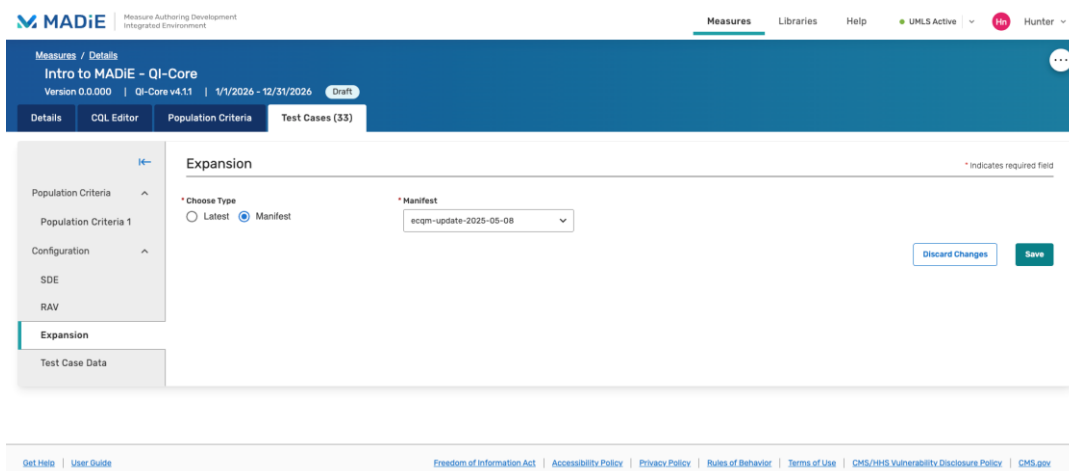 MADiE Measure Authoring Development
Integrated Environment
Measures Libraries Help UMLS Active Hn Hunter
Measures / Details
Intro to MADiE - QI-Core
Version 0.0.000 | QI-Core v4.1.1 | 1/1/2026 - 12/31/2026 Draft
Details CQL Editor Population Criteria Test Cases (33)
Expansion
* Indicates required field
Population Criteria
Population Criteria 1
Configuration
SDE
RAV
Expansion
Test Case Data
* Choose Type
Latest Manifest
* Manifest
ecqm-update-2025-05-08
Discard Changes Save
Get Help | User Guide
Freedom of Information Act | Accessibility Policy | Privacy Policy | Rules of Behavior | Terms of Use | CMS/HHS Vulnerability Disclosure Policy | CMS.gov